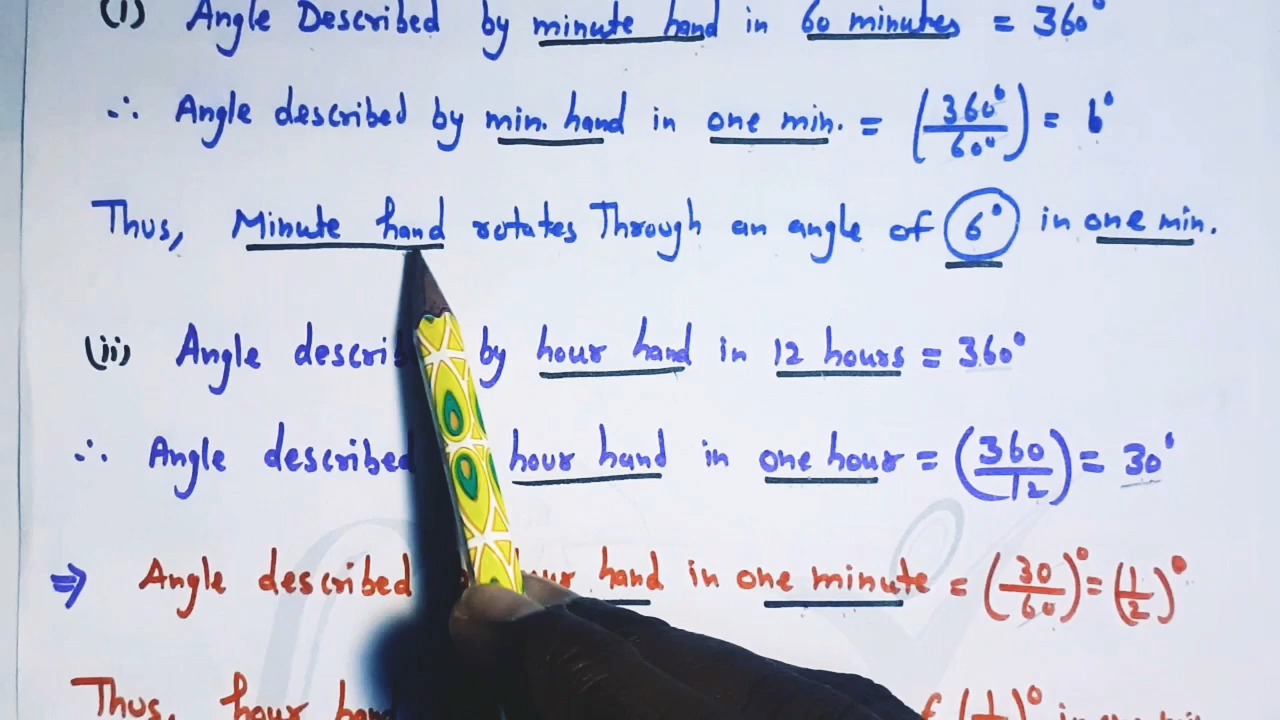 (i) Angle Described by minute hand in 60 minutes = 360°
∴ Angle described by min. hand in one min. = (360°/60°) = 6°
Thus, Minute hand rotates Through an angle of 6° in one min.
(ii) Angle describ by hour hand in 12 hours = 360°
∴ Angle described hour hand in one hour = (360/12) = 30°
⇒ Angle described hand in one minute = (30/60)° = (1/2)°
Thus, hour